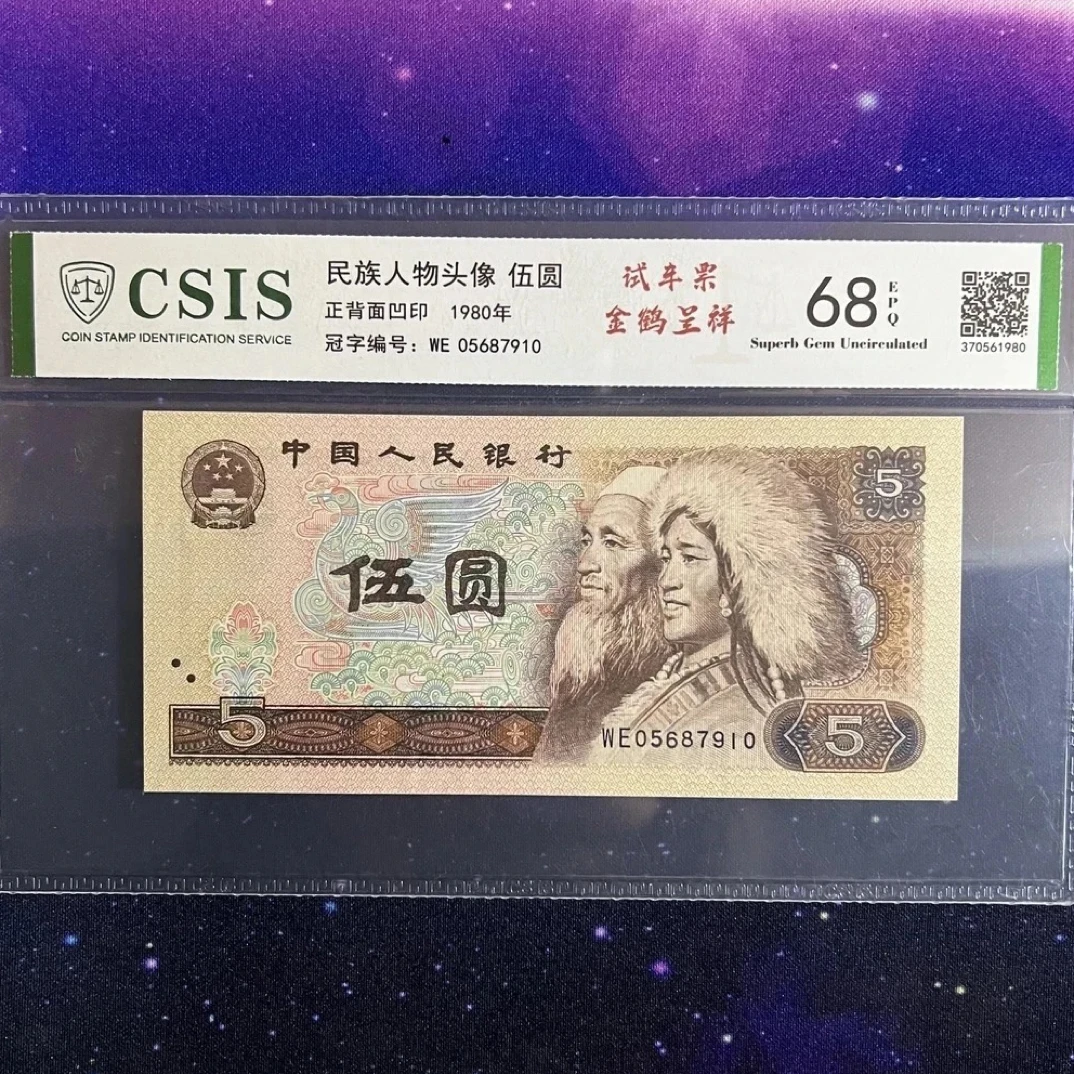 CSIS
COIN STAMP IDENTIFICATION SERVICE
民族人物头像 伍圆
正背面凹印 1980年
冠字编号：WE 05687910
试车票
金鹤呈祥
68
EPQ
Superb Gem Uncirculated
370561980
中国人民银行
5
伍圆
5
WE05687910
5